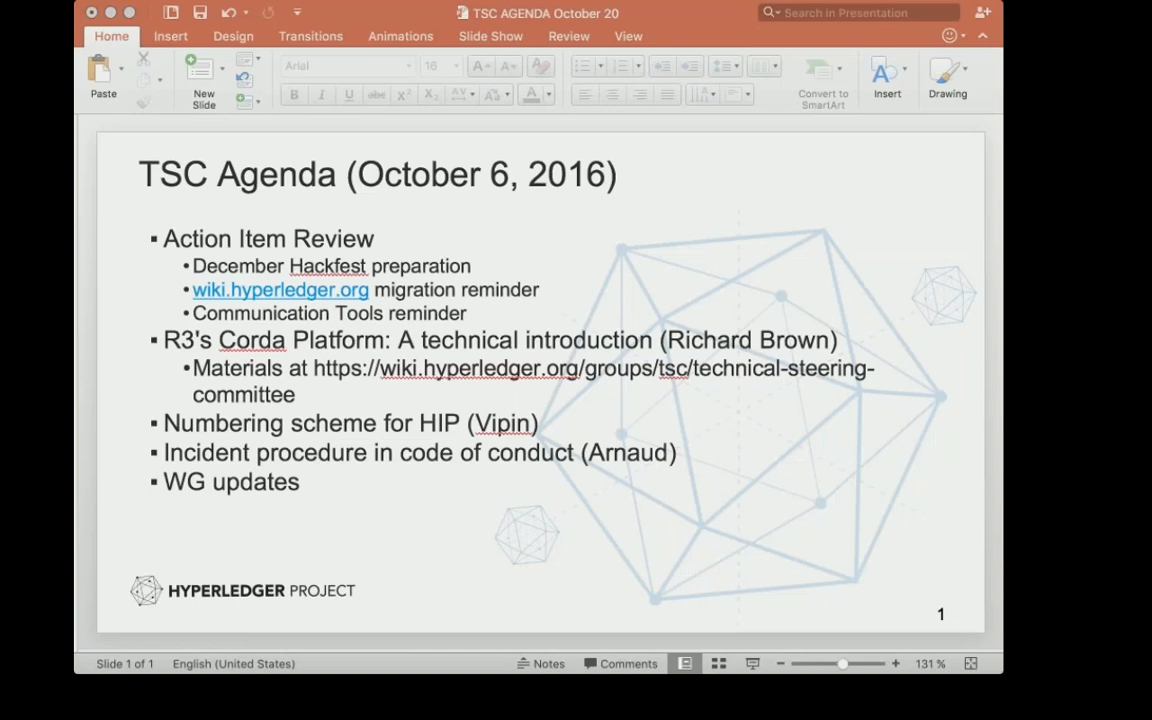 TSC AGENDA October 20
Search in Presentation
Home Insert Design Transitions Animations Slide Show Review View
Arial 16
Paste New Slide Convert to SmartArt Insert Drawing
TSC Agenda (October 6, 2016)
▪ Action Item Review
• December Hackfest preparation
• wiki.hyperledger.org migration reminder
• Communication Tools reminder
▪ R3's Corda Platform: A technical introduction (Richard Brown)
• Materials at https://wiki.hyperledger.org/groups/tsc/technical-steering-
committee
▪ Numbering scheme for HIP (Vipin)
▪ Incident procedure in code of conduct (Arnaud)
▪ WG updates
HYPERLEDGER PROJECT
1
Slide 1 of 1 English (United States) Notes Comments 131 %